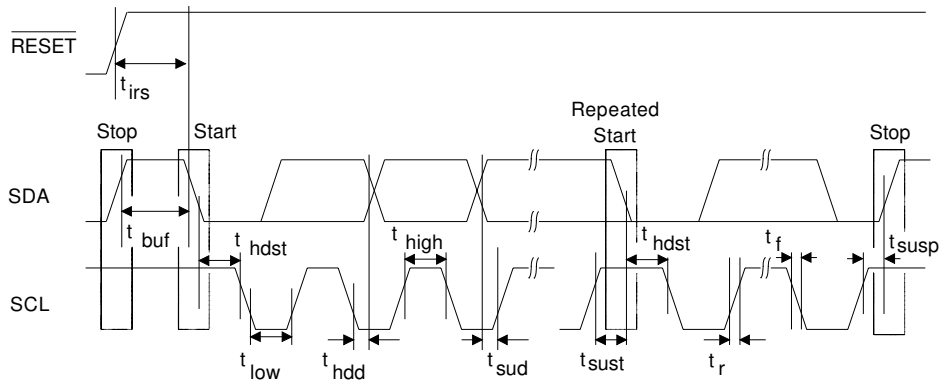 RESET
t irs
Repeated
Stop Start Start Stop
SDA
t buf t hdst t high t hdst t f t susp
SCL
t low t hdd t sud t sust t r